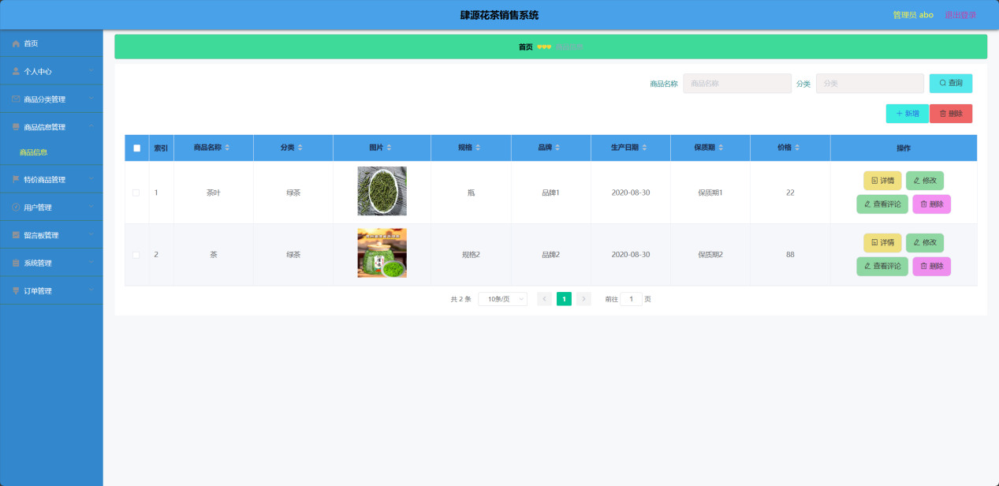 肆源花茶销售系统
管理员 abo 退出登录
首页
个人中心
商品分类管理
商品信息管理
商品信息
特价商品管理
用户管理
留言板管理
系统管理
订单管理
首页
商品名称 商品名称 分类 分类 查询
新增 删除
索引 商品名称 分类 图片 规格 品牌 生产日期 保质期 价格 操作
1 茶叶 绿茶 瓶 品牌1 2020-08-30 保质期1 22 详情 修改
查看评论 删除
2 茶 绿茶 规格2 品牌2 2020-08-30 保质期2 88 详情 修改
查看评论 删除
共 2 条 10条/页 1 前往 1 页